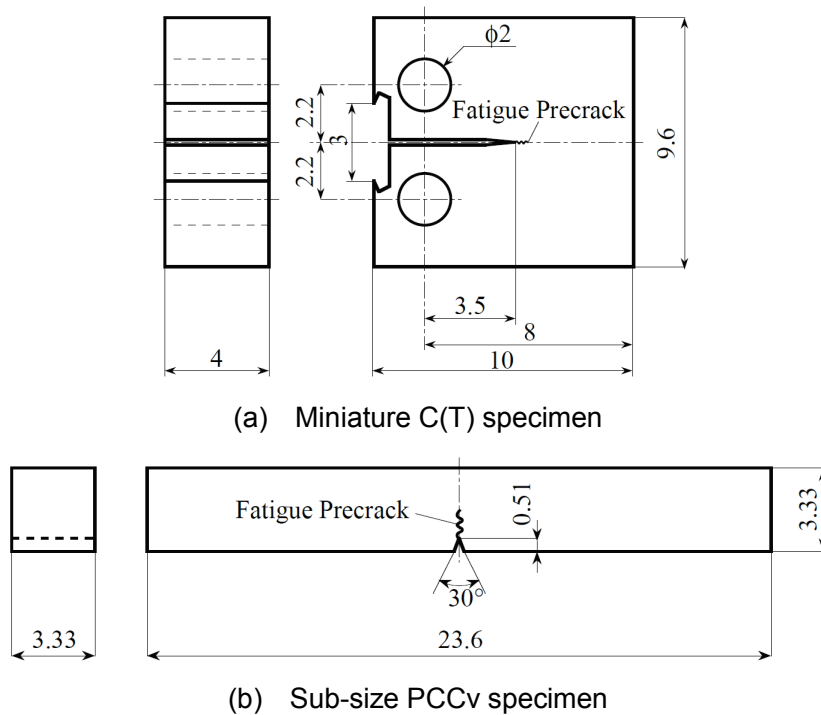 ϕ2
2.2
3
2.2
Fatigue Precrack
9.6
3.5
8
4
10
(a) Miniature C(T) specimen
Fatigue Precrack
0.51
3.33
30°
3.33
23.6
(b) Sub-size PCCv specimen